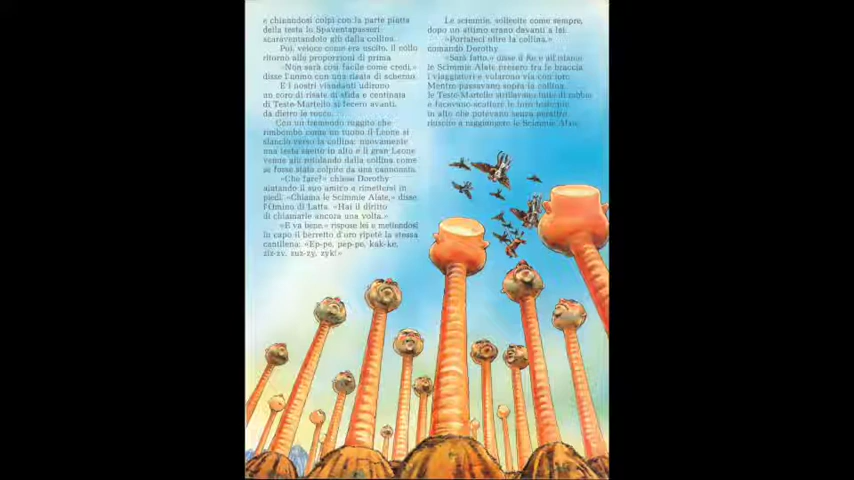 e chinandosi colpì con la parte piatta
della testa lo Spaventapasseri
scaraventandolo giù dalla collina.
Poi, veloce come era uscito, il collo
ritornò alle proporzioni di prima.
«Non sarà così facile come credi,»
disse l'uomo con una risata di scherno.
E i nostri viandanti udirono
un coro di risate di sfida e centinaia
di Teste-Martello si fecero avanti,
da dietro le rocce.
Con un tremendo ruggito che
rimbombò come un tuono il Leone si
slanciò verso la collina: nuovamente
una testa saettò in alto e il gran Leone
venne giù rotolando dalla collina come
se fosse stato colpito da una cannonata.
«Che fare?» chiese Dorothy
aiutando il suo amico a rimettersi in
piedi. «Chiama le Scimmie Alate,» disse
l'Omino di Latta. «Hai il diritto
di chiamarle ancora una volta.»
«E va bene,» rispose lei e mettendosi
in capo il berretto d'oro ripeté la stessa
cantilena: «Ep-pe, pep-pe, kak-ke,
ziz-zy, zuz-zy, zyk!»
Le scimmie, sollecite come sempre,
dopo un attimo erano davanti a lei.
«Portateci oltre la collina,»
comandò Dorothy.
«Sarà fatto,» disse il Re e all'istante
le Scimmie Alate presero tra le braccia
i viaggiatori e volarono via con loro.
Mentre passavano sopra la collina,
le Teste-Martello strillavano tutte di rabbia
e facevano scattare le loro teste più
in alto che potevano senza peraltro
riuscire a raggiungere le Scimmie Alate.